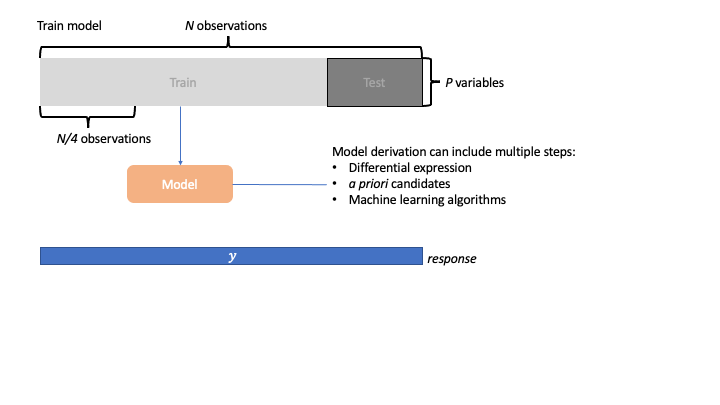 Train model
N observations
Train
Test
P variables
N/4 observations
Model derivation can include multiple steps:
• Differential expression
• a priori candidates
• Machine learning algorithms
Model
y
response